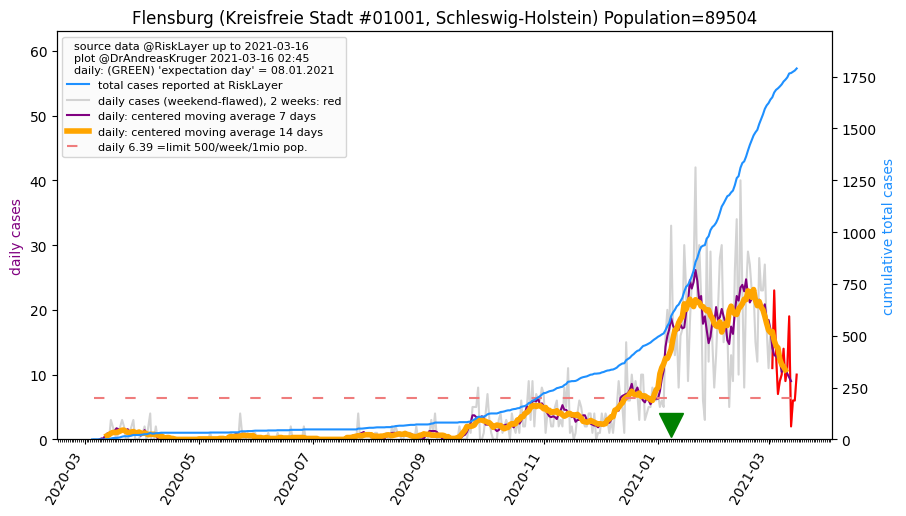 Flensburg (Kreisfreie Stadt #01001, Schleswig-Holstein) Population=89504
source data @RiskLayer up to 2021-03-16
plot @DrAndreasKruger 2021-03-16 02:45
daily: (GREEN) 'expectation day' = 08.01.2021
total cases reported at RiskLayer
daily cases (weekend-flawed), 2 weeks: red
daily: centered moving average 7 days
daily: centered moving average 14 days
daily 6.39 =limit 500/week/1mio pop.
daily cases
60
50
40
30
20
10
0
cumulative total cases
1750
1500
1250
1000
750
500
250
0
2020-03
2020-05
2020-07
2020-09
2020-11
2021-01
2021-03